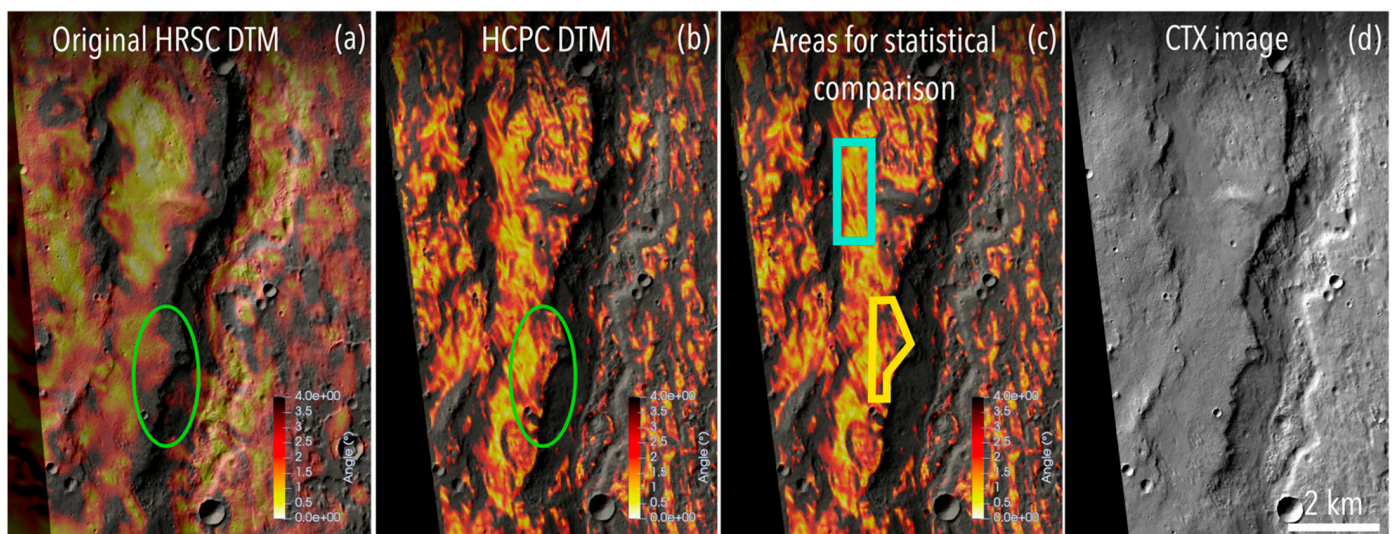 Original HRSC DTM (a)
HCPC DTM (b)
Areas for statistical (c)
comparison
CTX image (d)
4.0e+00
3.5
3
2.5
2
1.5
1
0.5
0.0e+00
Angle (°)
4.0e+00
3.5
3
2.5
2
1.5
1
0.5
0.0e+00
Angle (°)
4.0e+00
3.5
3
2.5
2
1.5
1
0.5
0.0e+00
Angle (°)
2 km